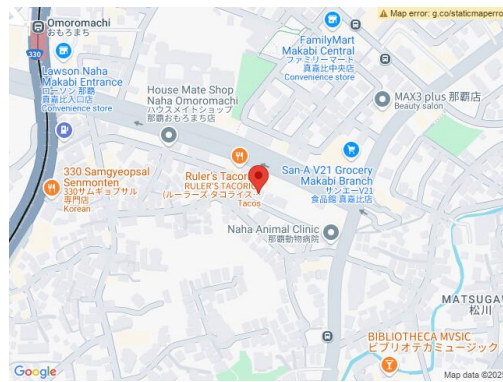 Map error: g.co/staticmaperro
Omoromachi
おもろまち
330
FamilyMart
Makabi Central
ファミリーマート
真嘉比中央店
Convenience store
Lawson Naha
Makabi Entrance
ローソン 那覇
真嘉比入口店
Convenience store
House Mate Shop
Naha Omoromachi
ハウスメイトショップ
那覇おもろまち店
MAX3 plus 那覇店
Beauty salon
330 Samgyeopsal
Senmonten
330サムギョプサル
専門店
Korean
Ruler's Tacori
RULER'S TACORIC
(ルーラーズ タコライス
Tacos
San-A V21 Grocery
Makabi Branch
サンエーV21
食品館 真嘉比店
Naha Animal Clinic
那覇動物病院
MATSUGA
松川
BIBLIOTHECA MVSIC
ビブリオテカミュージック
Google
Map data ©202